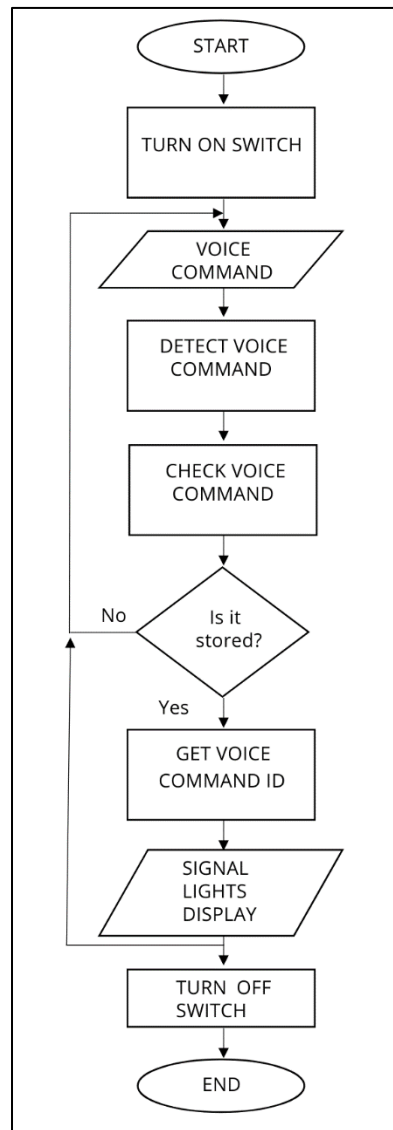 START
TURN ON SWITCH
VOICE
COMMAND
DETECT VOICE
COMMAND
CHECK VOICE
COMMAND
Is it
stored?
No
Yes
GET VOICE
COMMAND ID
SIGNAL
LIGHTS
DISPLAY
TURN OFF
SWITCH
END